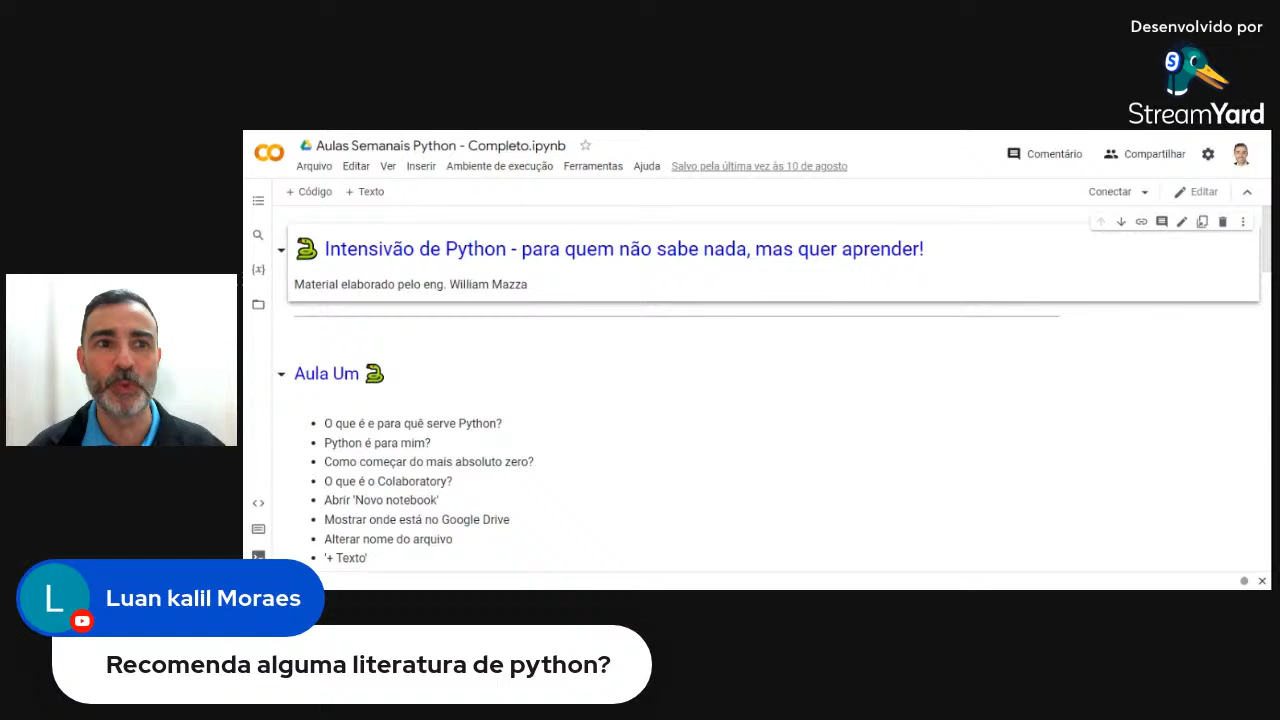 Desenvolvido por
StreamYard
Aulas Semanais Python - Completo.ipynb
Arquivo Editar Ver Inserir Ambiente de execução Ferramentas Ajuda Salvo pela última vez às 10 de agosto
Comentário Compartilhar
+ Código + Texto
Conectar Editar
Intensivão de Python - para quem não sabe nada, mas quer aprender!
Material elaborado pelo eng. William Mazza
Aula Um
• O que é e para quê serve Python?
• Python é para mim?
• Como começar do mais absoluto zero?
• O que é o Colaboratory?
• Abrir 'Novo notebook'
• Mostrar onde está no Google Drive
• Alterar nome do arquivo
• '+ Texto'
L
Luan kalil Moraes
Recomenda alguma literatura de python?